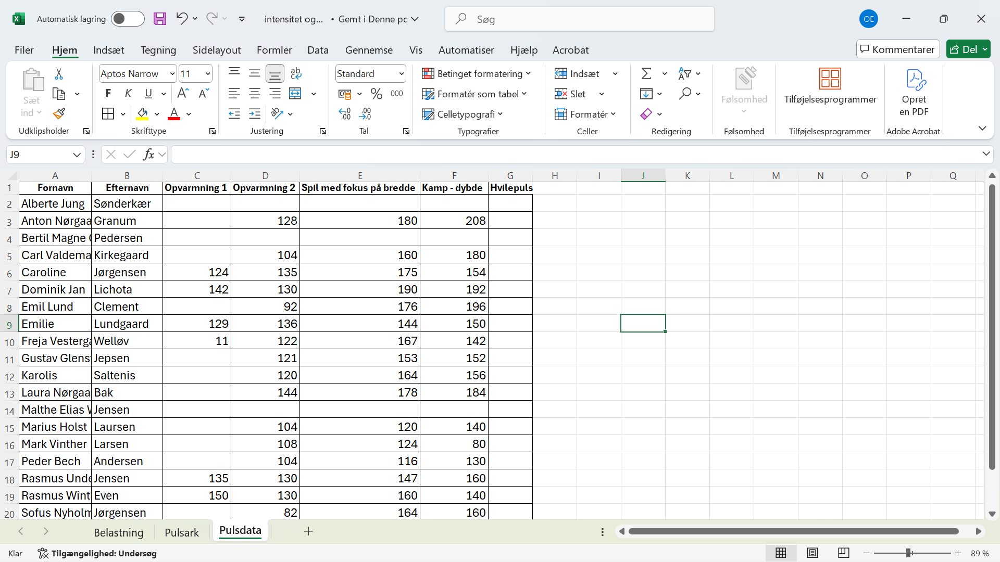 Automatisk lagring intensitet og... • Gemt i Denne pc Søg OE
Filer Hjem Indsæt Tegning Sidelayout Formler Data Gennemse Vis Automatiser Hjælp Acrobat Kommentarer Del
Sæt ind Aptos Narrow 11 Standard Betinget formatering Indsæt Følsomhed Tilføjelsesprogrammer Opret en PDF
F K U % 000 Formatér som tabel Slet
Celletypografi Formatér
Udklipsholder Skrifttype Justering Tal Typografier Celler Redigering Følsomhed Tilføjelsesprogrammer Adobe Acrobat
J9 fx
A B C D E F G H I J K L M N O P Q
1 Fornavn Efternavn Opvarmning 1 Opvarmning 2 Spil med fokus på bredde Kamp - dybde Hvilepuls
2 Alberte Jung Sønderkær
3 Anton Nørgaa Granum 128 180 208
4 Bertil Magne Pedersen
5 Carl Valdema Kirkegaard 104 160 180
6 Caroline Jørgensen 124 135 175 154
7 Dominik Jan Lichota 142 130 190 192
8 Emil Lund Clement 92 176 196
9 Emilie Lundgaard 129 136 144 150
10 Freja Vesterga Welløv 11 122 167 142
11 Gustav Glens Jepsen 121 153 152
12 Karolis Saltenis 120 164 156
13 Laura Nørgaa Bak 144 178 184
14 Malthe Elias Jensen
15 Marius Holst Laursen 104 120 140
16 Mark Vinther Larsen 108 124 80
17 Peder Bech Andersen 104 116 130
18 Rasmus Unde Jensen 135 130 147 160
19 Rasmus Wint Even 150 130 160 140
20 Sofus Nyholm Jørgensen 82 164 160
Belastning Pulsark Pulsdata
Klar Tilgængelighed: Undersøg 89 %